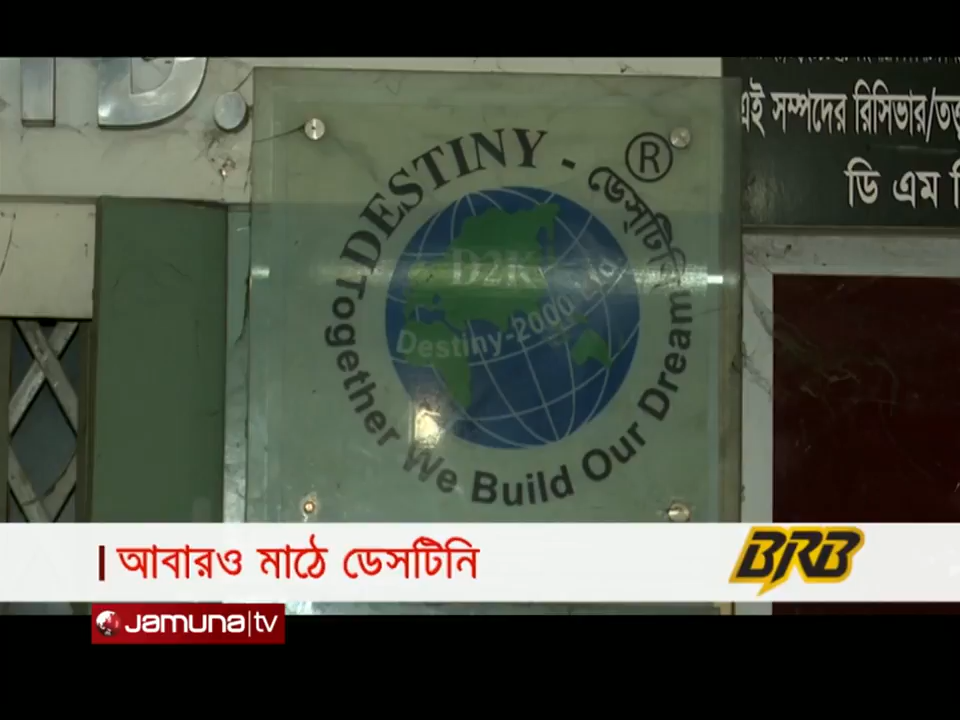 TD.
এই সম্পদের রিসিভার/তত্ত্ব
ডি এম
DESTINY - ডেসটিনি ®
D2K
Destiny-2000 Ltd
Together We Build Our Dream
আবারও মাঠে ডেসটিনি
BRB
Jamuna|tv